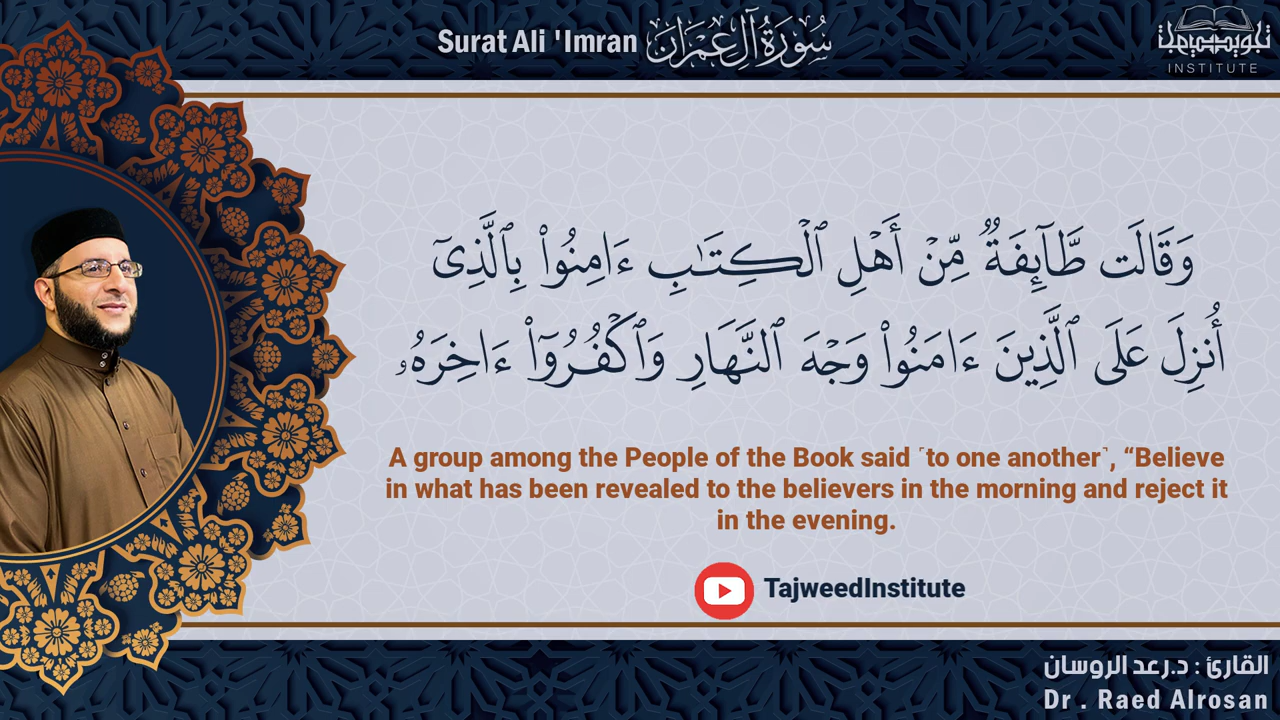 Surat Ali 'Imran سُورَةُ آلِ عِمْرَانَ
تجويد معهد
INSTITUTE
وَقَالَت طَّآئِفَةٌۭ مِّنْ أَهْلِ ٱلْكِتَـٰبِ ءَامِنُوا۟ بِٱلَّذِىٓ
أُنزِلَ عَلَى ٱلَّذِينَ ءَامَنُوا۟ وَجْهَ ٱلنَّهَارِ وَٱكْفُرُوٓا۟ ءَاخِرَهُۥ
A group among the People of the Book said ˹to one another˺, “Believe
in what has been revealed to the believers in the morning and reject it
in the evening.
TajweedInstitute
القارئ : د.رعد الروسان
Dr . Raed Alrosan